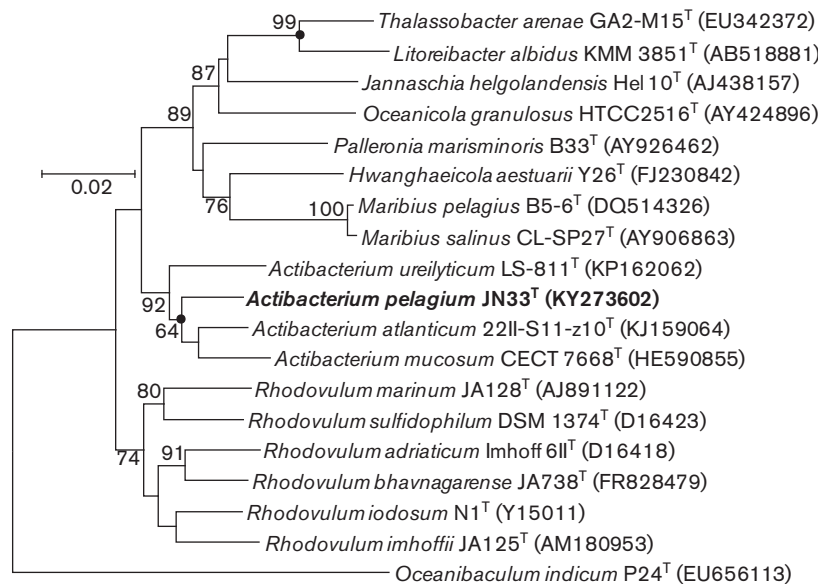 99
Thalassobacter arenae GA2-M15ᵀ (EU342372)
Litoreibacter albidus KMM 3851ᵀ (AB518881)
87
Jannaschia helgolandensis Hel 10ᵀ (AJ438157)
89
Oceanicola granulosus HTCC2516ᵀ (AY424896)
Palleronia marisminoris B33ᵀ (AY926462)
0.02
Hwanghaeicola aestuarii Y26ᵀ (FJ230842)
76
100
Maribius pelagius B5-6ᵀ (DQ514326)
Maribius salinus CL-SP27ᵀ (AY906863)
Actibacterium ureilyticum LS-811ᵀ (KP162062)
92
Actibacterium pelagium JN33ᵀ (KY273602)
64
Actibacterium atlanticum 22II-S11-z10ᵀ (KJ159064)
Actibacterium mucosum CECT 7668ᵀ (HE590855)
80
Rhodovulum marinum JA128ᵀ (AJ891122)
Rhodovulum sulfidophilum DSM 1374ᵀ (D16423)
74
91
Rhodovulum adriaticum Imhoff 6IIᵀ (D16418)
Rhodovulum bhavnagarense JA738ᵀ (FR828479)
Rhodovulum iodosum N1ᵀ (Y15011)
Rhodovulum imhoffii JA125ᵀ (AM180953)
Oceanibaculum indicum P24ᵀ (EU656113)